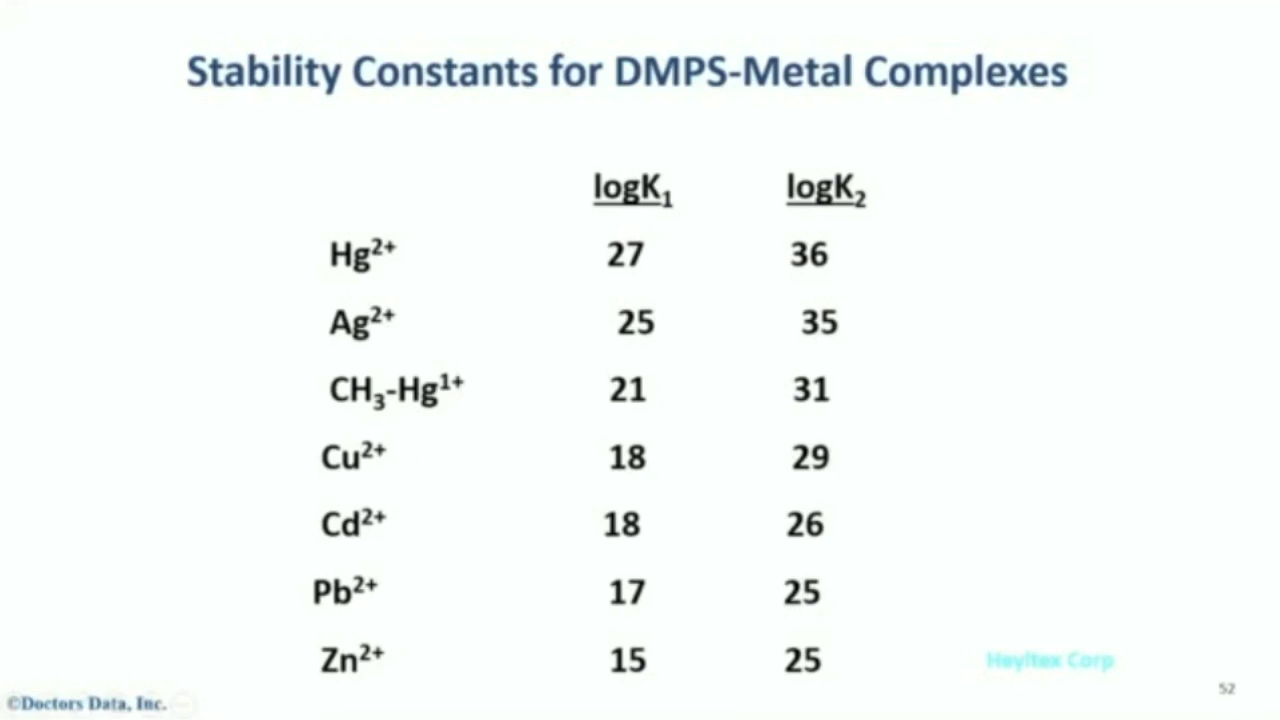 Stability Constants for DMPS-Metal Complexes
logK₁ logK₂
Hg²⁺ 27 36
Ag²⁺ 25 35
CH₃-Hg¹⁺ 21 31
Cu²⁺ 18 29
Cd²⁺ 18 26
Pb²⁺ 17 25
Zn²⁺ 15 25
Heyltex Corp
52
©Doctors Data, Inc.